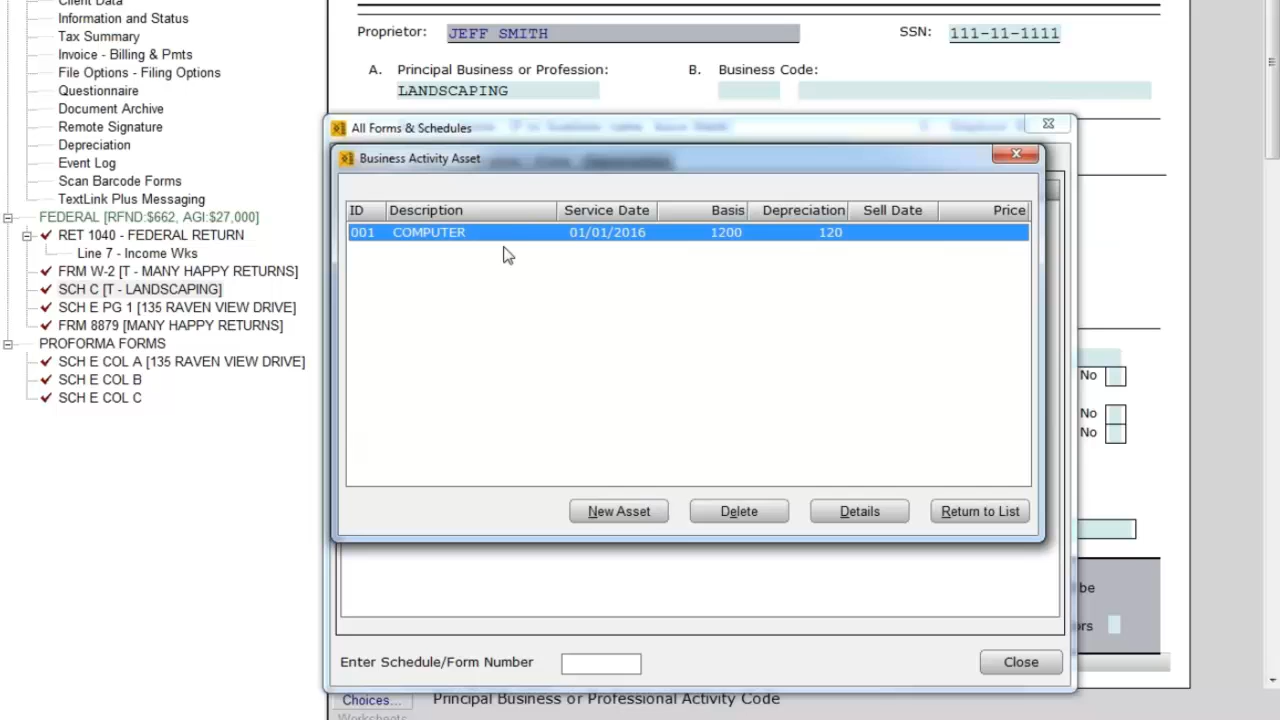 Client Data
Information and Status
Tax Summary
Invoice - Billing & Pmts
File Options - Filing Options
Questionnaire
Document Archive
Remote Signature
Depreciation
Event Log
Scan Barcode Forms
TextLink Plus Messaging
FEDERAL [RFND:$662, AGI:$27,000]
RET 1040 - FEDERAL RETURN
Line 7 - Income Wks
FRM W-2 [T - MANY HAPPY RETURNS]
SCH C [T - LANDSCAPING]
SCH E PG 1 [135 RAVEN VIEW DRIVE]
FRM 8879 [MANY HAPPY RETURNS]
PROFORMA FORMS
SCH E COL A [135 RAVEN VIEW DRIVE]
SCH E COL B
SCH E COL C
Proprietor: JEFF SMITH SSN: 111-11-1111
A. Principal Business or Profession: B. Business Code:
LANDSCAPING
All Forms & Schedules
Business Activity Asset
ID Description Service Date Basis Depreciation Sell Date Price
001 COMPUTER 01/01/2016 1200 120
No
No
No
New Asset Delete Details Return to List
be
ors
Enter Schedule/Form Number Close
Choices... Principal Business or Professional Activity Code
Worksheets